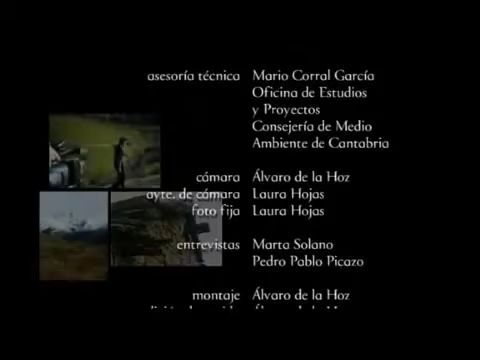 asesoría técnica Mario Corral García
Oficina de Estudios
y Proyectos
Consejería de Medio
Ambiente de Cantabria
cámara Álvaro de la Hoz
ayte. de cámara Laura Hojas
foto fija Laura Hojas
entrevistas Marta Solano
Pedro Pablo Picazo
montaje Álvaro de la Hoz